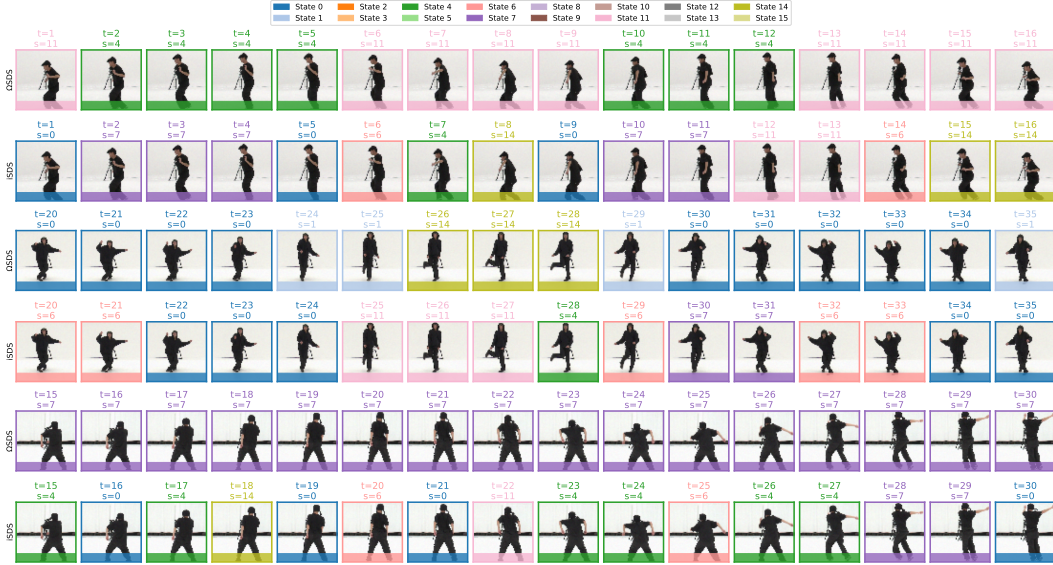 State 0 State 2 State 4 State 6 State 8 State 10 State 12 State 14
State 1 State 3 State 5 State 7 State 9 State 11 State 13 State 15
t=1 t=2 t=3 t=4 t=5 t=6 t=7 t=8 t=9 t=10 t=11 t=12 t=13 t=14 t=15 t=16
s=11 s=4 s=4 s=4 s=4 s=11 s=11 s=11 s=11 s=4 s=4 s=4 s=11 s=11 s=11 s=11
ΩSDS
t=1 t=2 t=3 t=4 t=5 t=6 t=7 t=8 t=9 t=10 t=11 t=12 t=13 t=14 t=15 t=16
s=0 s=7 s=7 s=7 s=0 s=6 s=4 s=14 s=0 s=7 s=7 s=11 s=11 s=6 s=14 s=14
iSDS
t=20 t=21 t=22 t=23 t=24 t=25 t=26 t=27 t=28 t=29 t=30 t=31 t=32 t=33 t=34 t=35
s=0 s=0 s=0 s=0 s=1 s=1 s=14 s=14 s=14 s=1 s=0 s=0 s=0 s=0 s=0 s=1
ΩSDS
t=20 t=21 t=22 t=23 t=24 t=25 t=26 t=27 t=28 t=29 t=30 t=31 t=32 t=33 t=34 t=35
s=6 s=6 s=0 s=0 s=0 s=11 s=11 s=11 s=4 s=6 s=7 s=7 s=6 s=6 s=0 s=0
iSDS
t=15 t=16 t=17 t=18 t=19 t=20 t=21 t=22 t=23 t=24 t=25 t=26 t=27 t=28 t=29 t=30
s=7 s=7 s=7 s=7 s=7 s=7 s=7 s=7 s=7 s=7 s=7 s=7 s=7 s=7 s=7 s=7
ΩSDS
t=15 t=16 t=17 t=18 t=19 t=20 t=21 t=22 t=23 t=24 t=25 t=26 t=27 t=28 t=29 t=30
s=4 s=0 s=4 s=14 s=0 s=6 s=0 s=11 s=4 s=4 s=6 s=4 s=4 s=7 s=7 s=0
iSDS